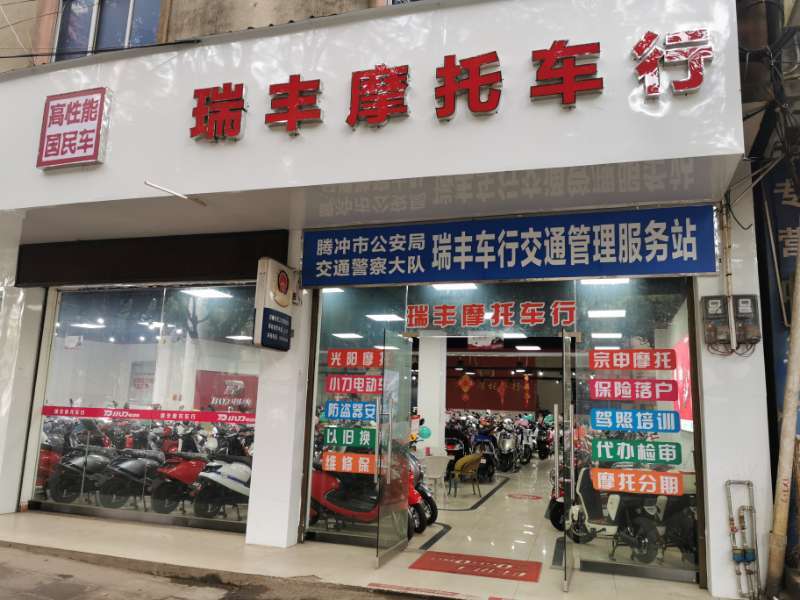 高性能
国民车
瑞丰摩托车行
腾冲市公安局
交通警察大队
瑞丰车行交通管理服务站
瑞丰摩托车行
光阳摩托
小刀电动车
防盗器安
以旧换
维修保
宗申摩托
保险落户
驾照培训
代办检审
摩托分期
小刀
专
营